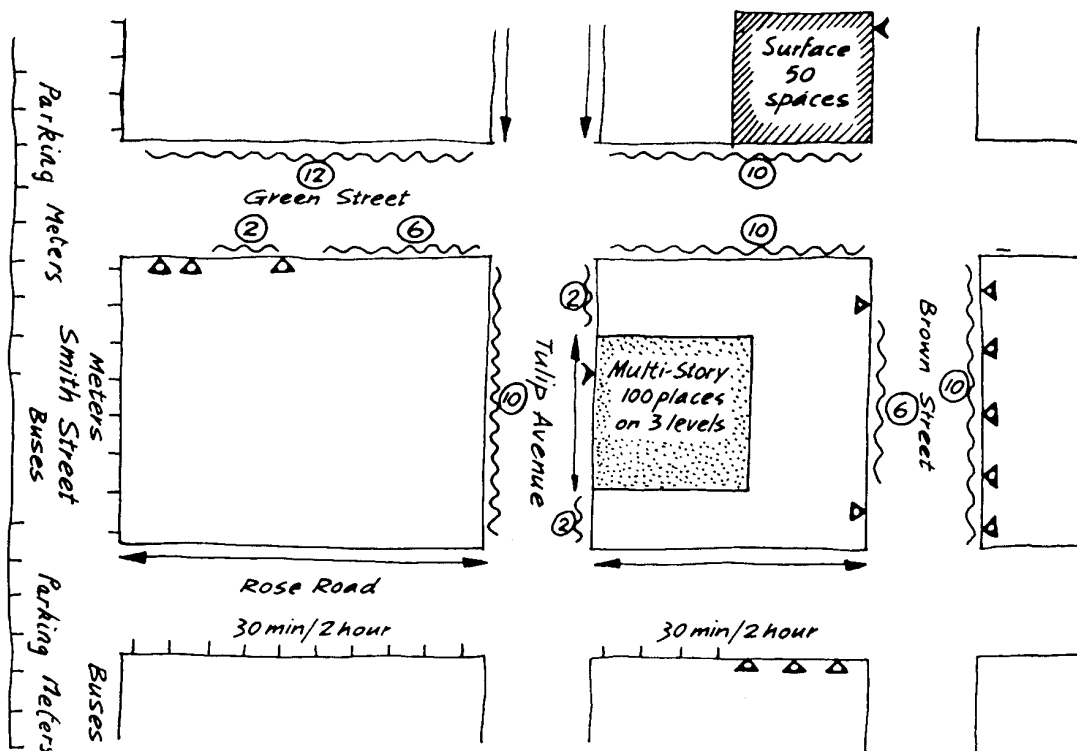 Surface
50
spaces
Parking Meters
12
10
Green Street
2
6
10
2
Meters
Smith Street
Buses
10
Tulip Avenue
Multi-Story
100 places
on 3 levels
6
Brown Street
10
2
Rose Road
30 min/2 hour
30 min/2 hour
Parking Meters
Buses